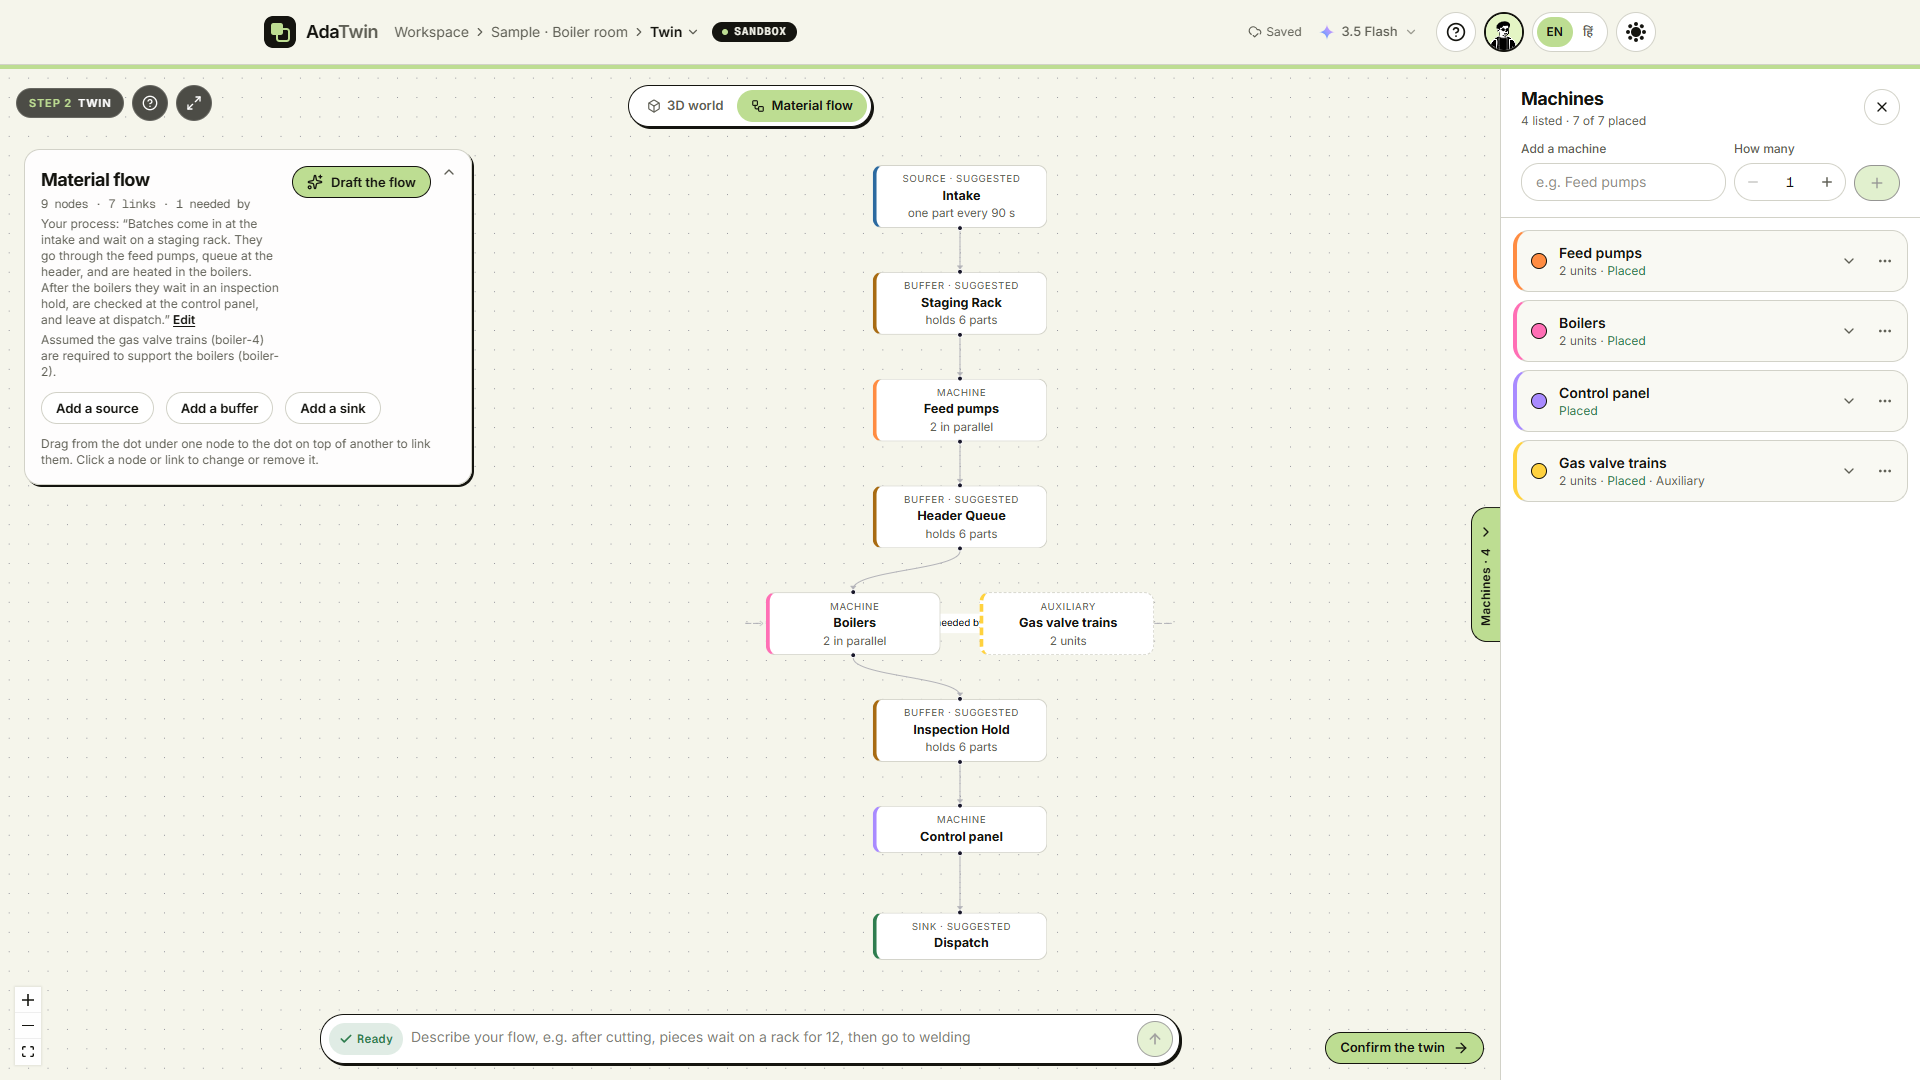 AdaTwin
Workspace > Sample · Boiler room > Twin
SANDBOX
Saved
3.5 Flash
EN
हिं
STEP 2 TWIN
3D world
Material flow
Material flow
Draft the flow
9 nodes · 7 links · 1 needed by
Your process: “Batches come in at the
intake and wait on a staging rack. They
go through the feed pumps, queue at the
header, and are heated in the boilers.
After the boilers they wait in an inspection
hold, are checked at the control panel,
and leave at dispatch.” Edit
Assumed the gas valve trains (boiler-4)
are required to support the boilers (boiler-
2).
Add a source
Add a buffer
Add a sink
Drag from the dot under one node to the dot on top of another to link
them. Click a node or link to change or remove it.
SOURCE · SUGGESTED
Intake
one part every 90 s
BUFFER · SUGGESTED
Staging Rack
holds 6 parts
MACHINE
Feed pumps
2 in parallel
BUFFER · SUGGESTED
Header Queue
holds 6 parts
MACHINE
Boilers
2 in parallel
eeded b
AUXILIARY
Gas valve trains
2 units
BUFFER · SUGGESTED
Inspection Hold
holds 6 parts
MACHINE
Control panel
SINK · SUGGESTED
Dispatch
Ready
Describe your flow, e.g. after cutting, pieces wait on a rack for 12, then go to welding
Confirm the twin
Machines · 4
Machines
4 listed · 7 of 7 placed
Add a machine
How many
e.g. Feed pumps
1
Feed pumps
2 units · Placed
Boilers
2 units · Placed
Control panel
Placed
Gas valve trains
2 units · Placed · Auxiliary